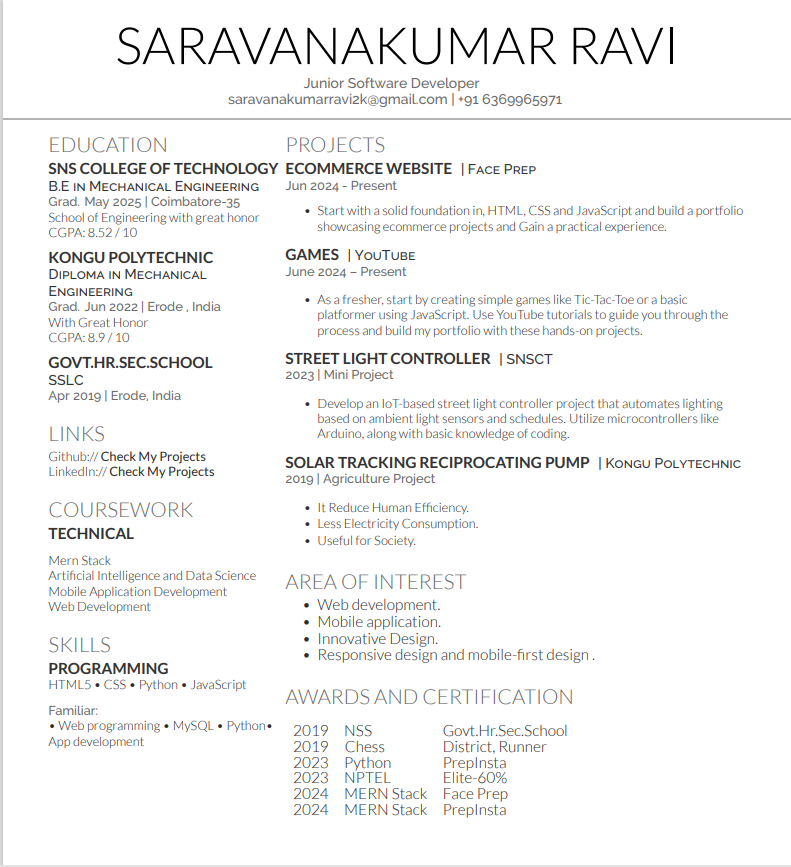 SARAVANAKUMAR RAVI
Junior Software Developer
saravanakumarravi2k@gmail.com | +91 6369965971
EDUCATION
SNS COLLEGE OF TECHNOLOGY
B.E in Mechanical Engineering
Grad. May 2025 | Coimbatore-35
School of Engineering with great honor
CGPA: 8.52 / 10
KONGU POLYTECHNIC
Diploma in Mechanical
Engineering
Grad. Jun 2022 | Erode , India
With Great Honor
CGPA: 8.9 / 10
GOVT.HR.SEC.SCHOOL
SSLC
Apr 2019 | Erode, India
LINKS
Github:// Check My Projects
LinkedIn:// Check My Projects
COURSEWORK
TECHNICAL
Mern Stack
Artificial Intelligence and Data Science
Mobile Application Development
Web Development
SKILLS
PROGRAMMING
HTML5 • CSS • Python • JavaScript
Familiar:
• Web programming • MySQL • Python•
App development
PROJECTS
ECOMMERCE WEBSITE | Face Prep
Jun 2024 - Present
• Start with a solid foundation in, HTML, CSS and JavaScript and build a portfolio
showcasing ecommerce projects and Gain a practical experience.
GAMES | YouTube
June 2024 – Present
• As a fresher, start by creating simple games like Tic-Tac-Toe or a basic
platformer using JavaScript. Use YouTube tutorials to guide you through the
process and build my portfolio with these hands-on projects.
STREET LIGHT CONTROLLER | SNSCT
2023 | Mini Project
• Develop an IoT-based street light controller project that automates lighting
based on ambient light sensors and schedules. Utilize microcontrollers like
Arduino, along with basic knowledge of coding.
SOLAR TRACKING RECIPROCATING PUMP | Kongu Polytechnic
2019 | Agriculture Project
• It Reduce Human Efficiency.
• Less Electricity Consumption.
• Useful for Society.
AREA OF INTEREST
• Web development.
• Mobile application.
• Innovative Design.
• Responsive design and mobile-first design .
AWARDS AND CERTIFICATION
2019 NSS Govt.Hr.Sec.School
2019 Chess District, Runner
2023 Python PrepInsta
2023 NPTEL Elite-60%
2024 MERN Stack Face Prep
2024 MERN Stack PrepInsta